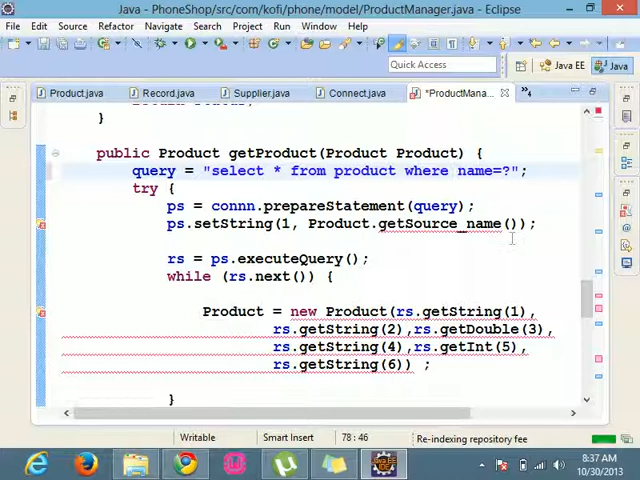 Java - PhoneShop/src/com/kofi/phone/model/ProductManager.java - Eclipse
File Edit Source Refactor Navigate Search Project Run Window Help
Quick Access
Java EE
Java
Product.java
Record.java
Supplier.java
Connect.java
*ProductMana...
4
}
public Product getProduct(Product Product) {
query = "select * from product where name=?";
try {
ps = connn.prepareStatement(query);
ps.setString(1, Product.getSource_name());
rs = ps.executeQuery();
while (rs.next()) {
Product = new Product(rs.getString(1),
rs.getString(2),rs.getDouble(3),
rs.getString(4),rs.getInt(5),
rs.getString(6)) ;
}
Writable
Smart Insert
78 : 46
Re-indexing repository fee
8:37 AM
10/30/2013